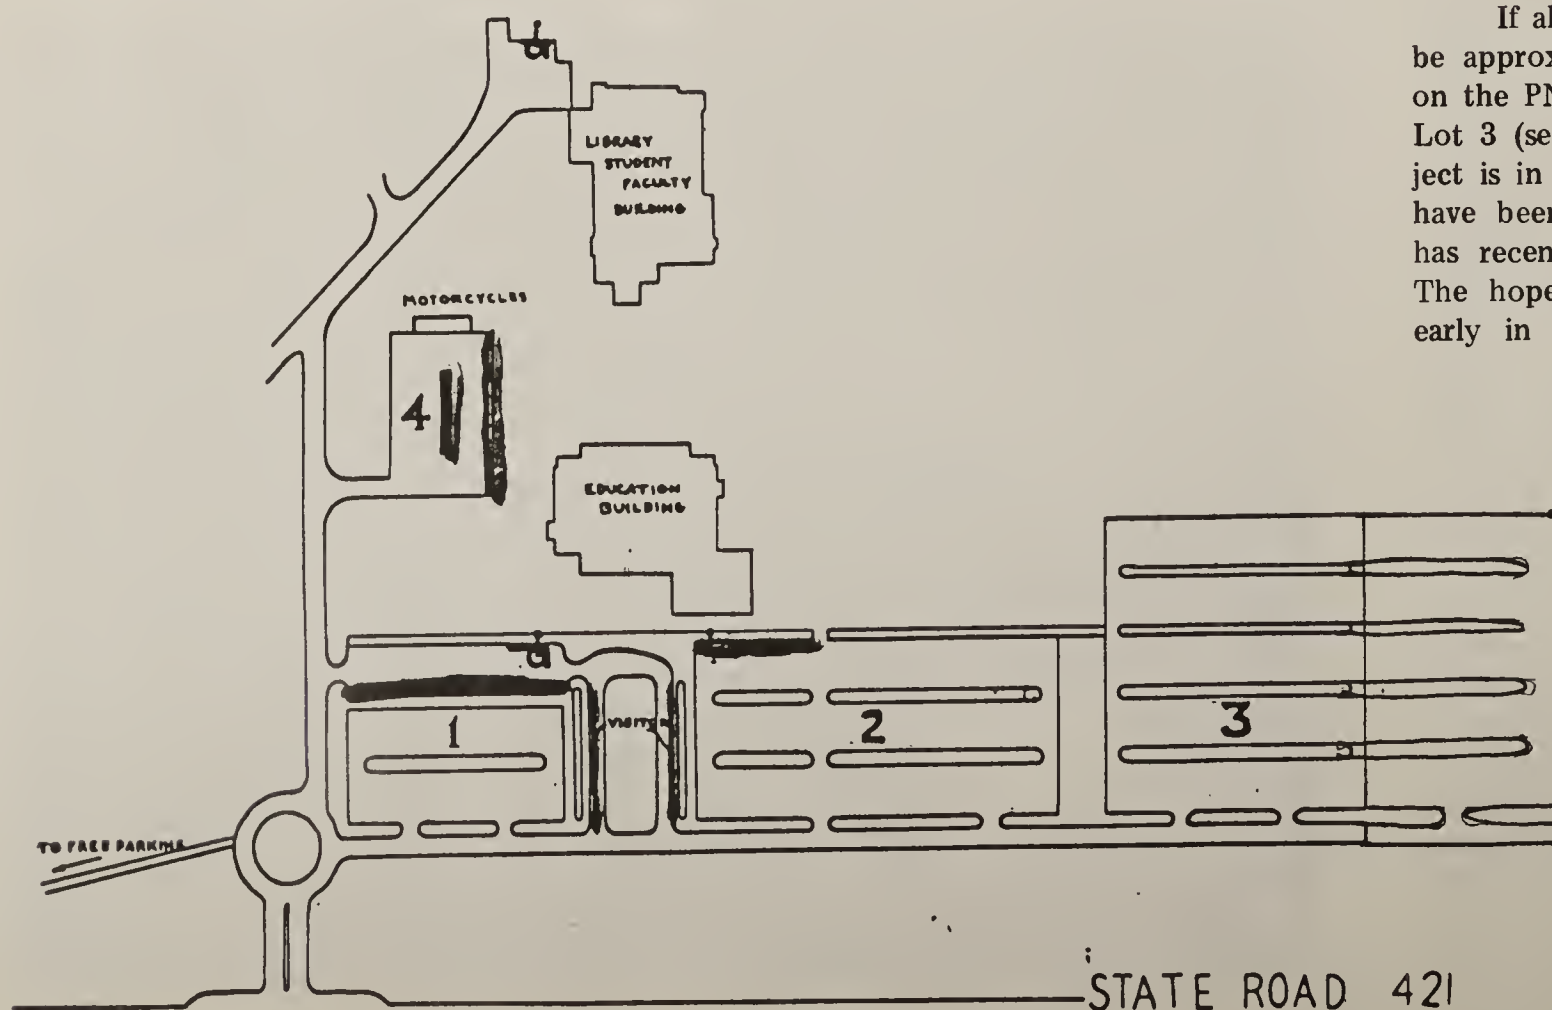 If al
be approx
on the PN
Lot 3 (se
ject is in
have been
has recen
The hope
early in
LIBRARY
STUDENT
FACULTY
BUILDING
MOTORCYCLES
4
EDUCATION
BUILDING
1
VISITOR
2
3
TO FREE PARKING
STATE ROAD 421